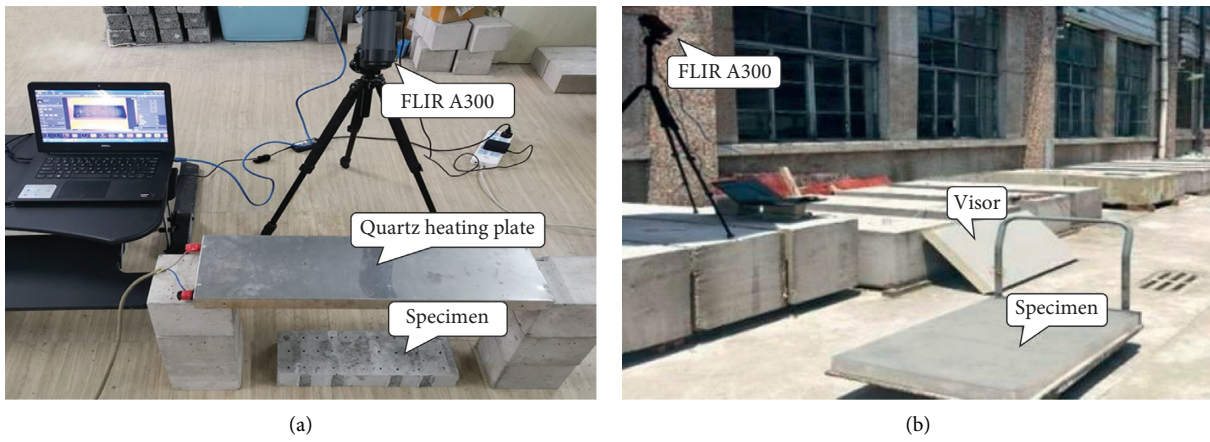 FLIR A300
Quartz heating plate
Specimen
(a)
FLIR A300
Visor
Specimen
(b)